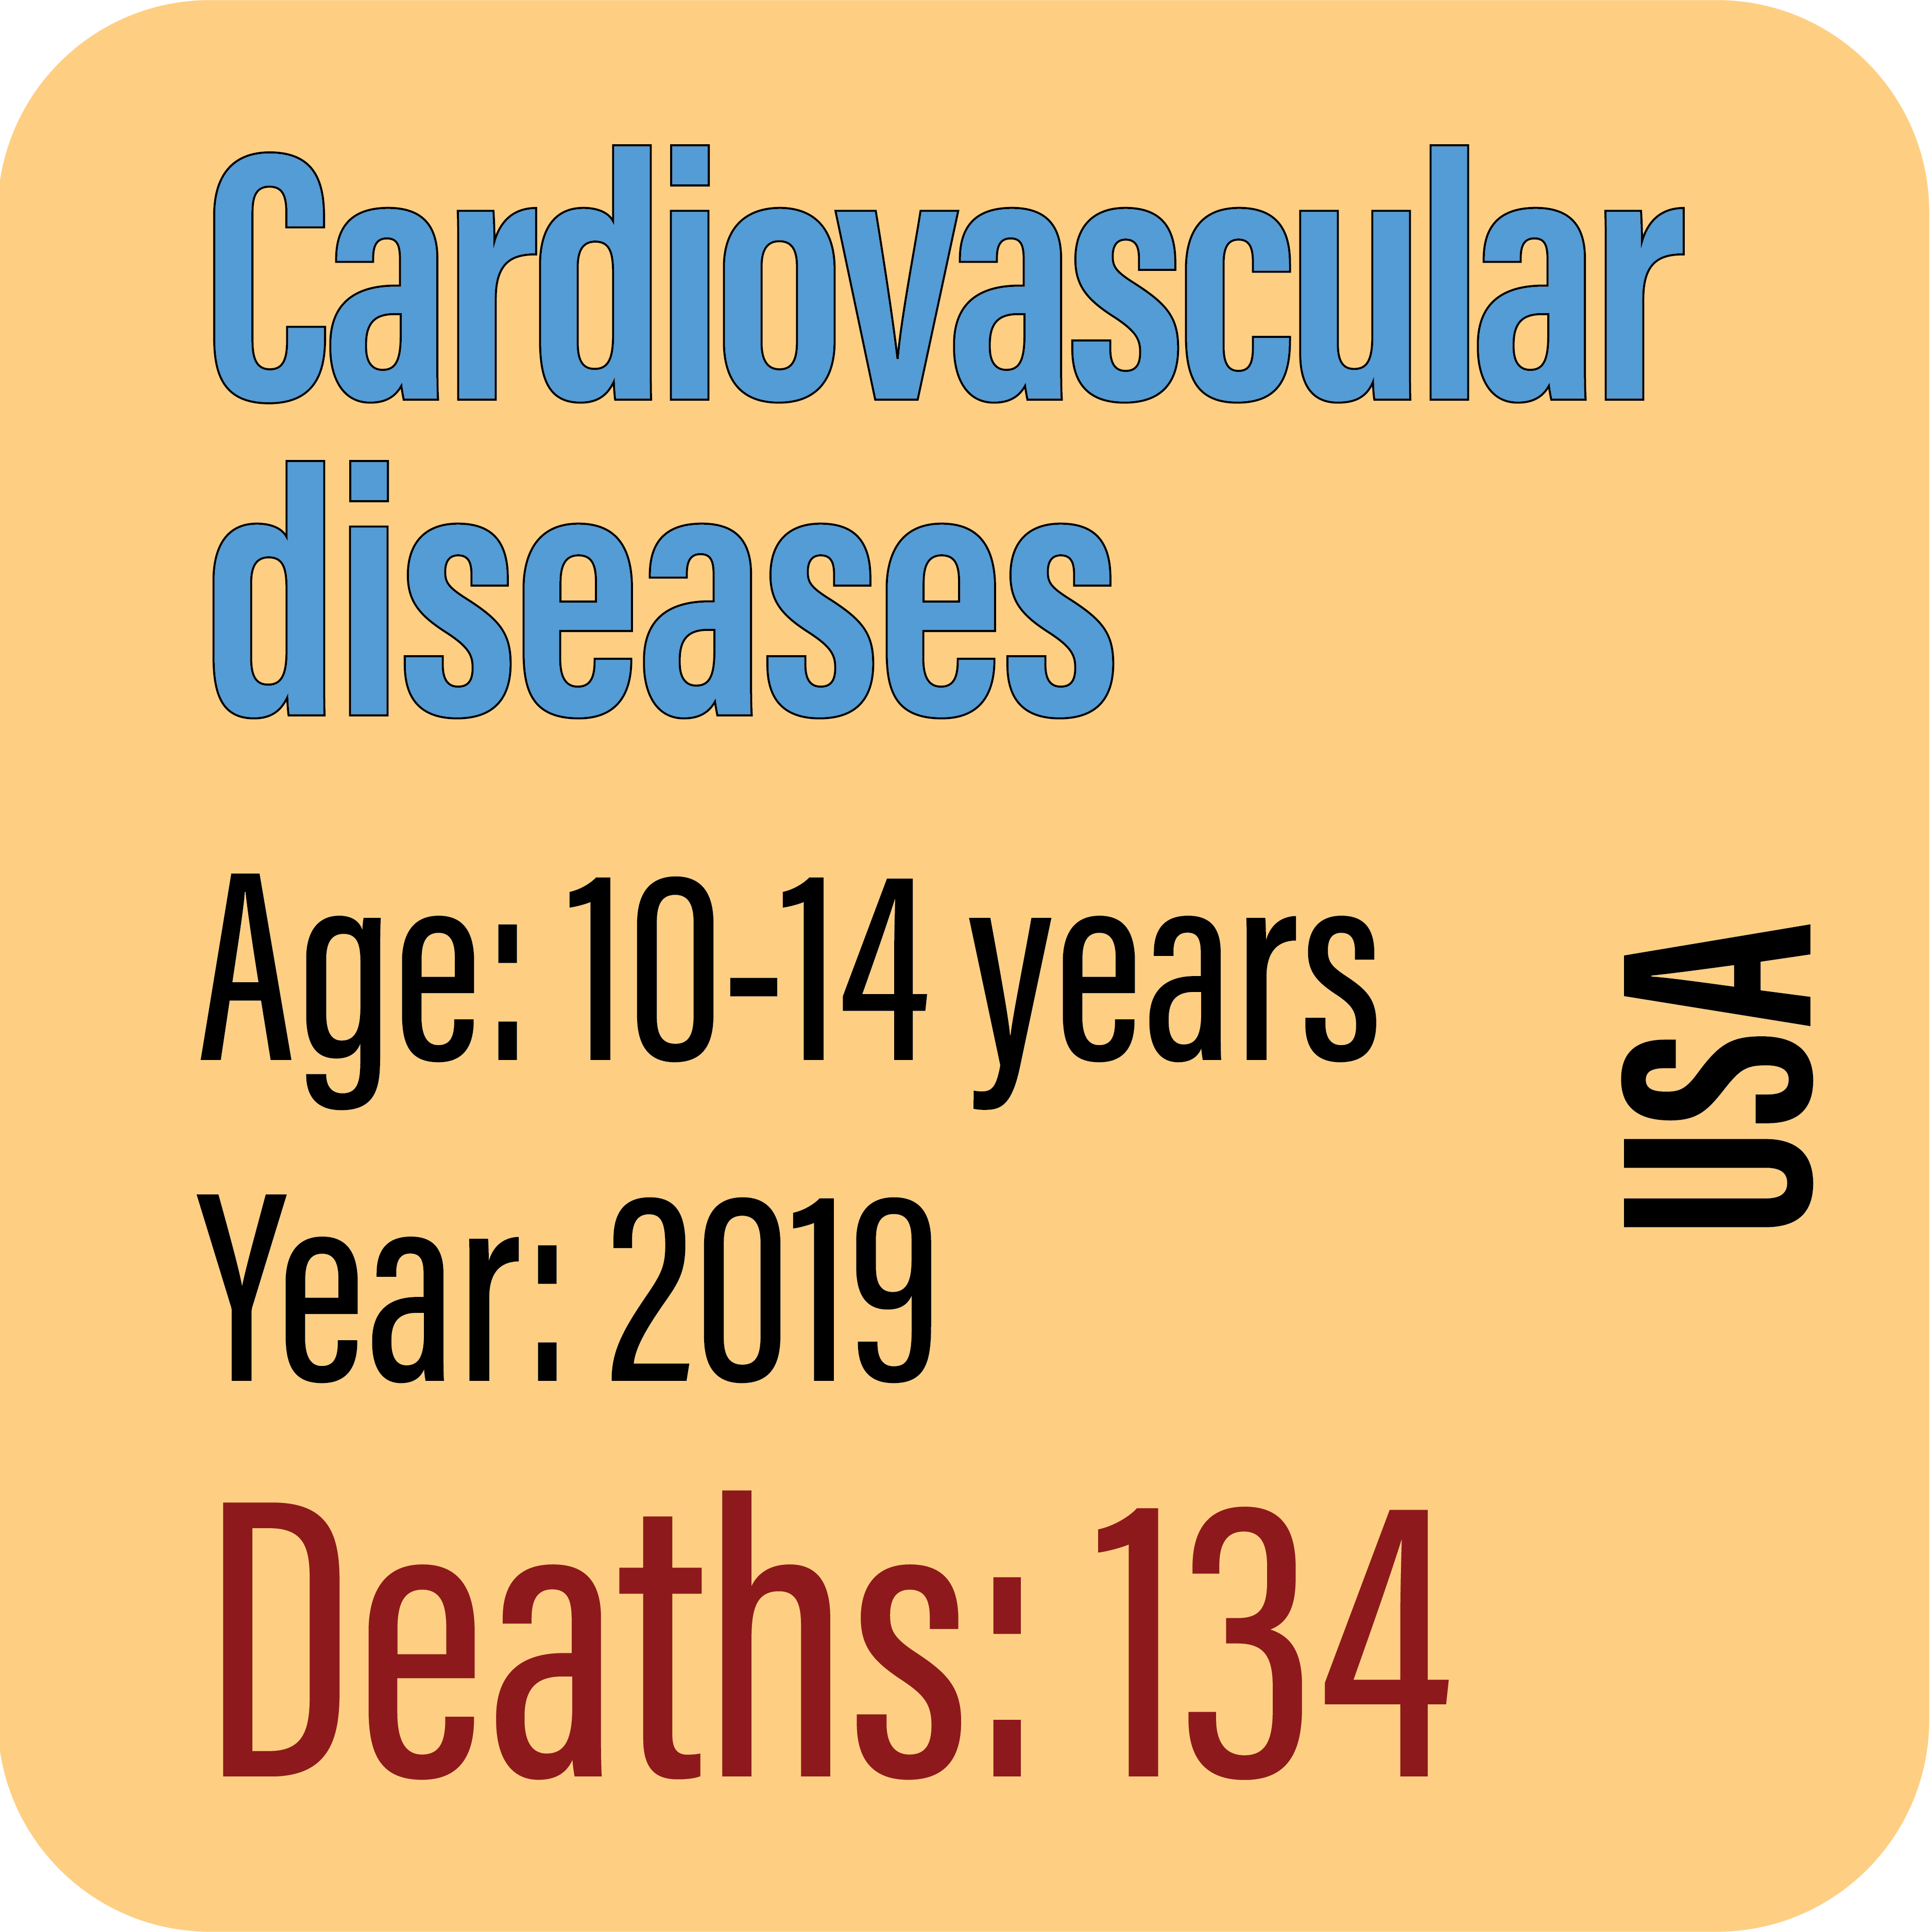 Cardiovascular
diseases
Age: 10-14 years
Year: 2019
USA
Deaths: 134